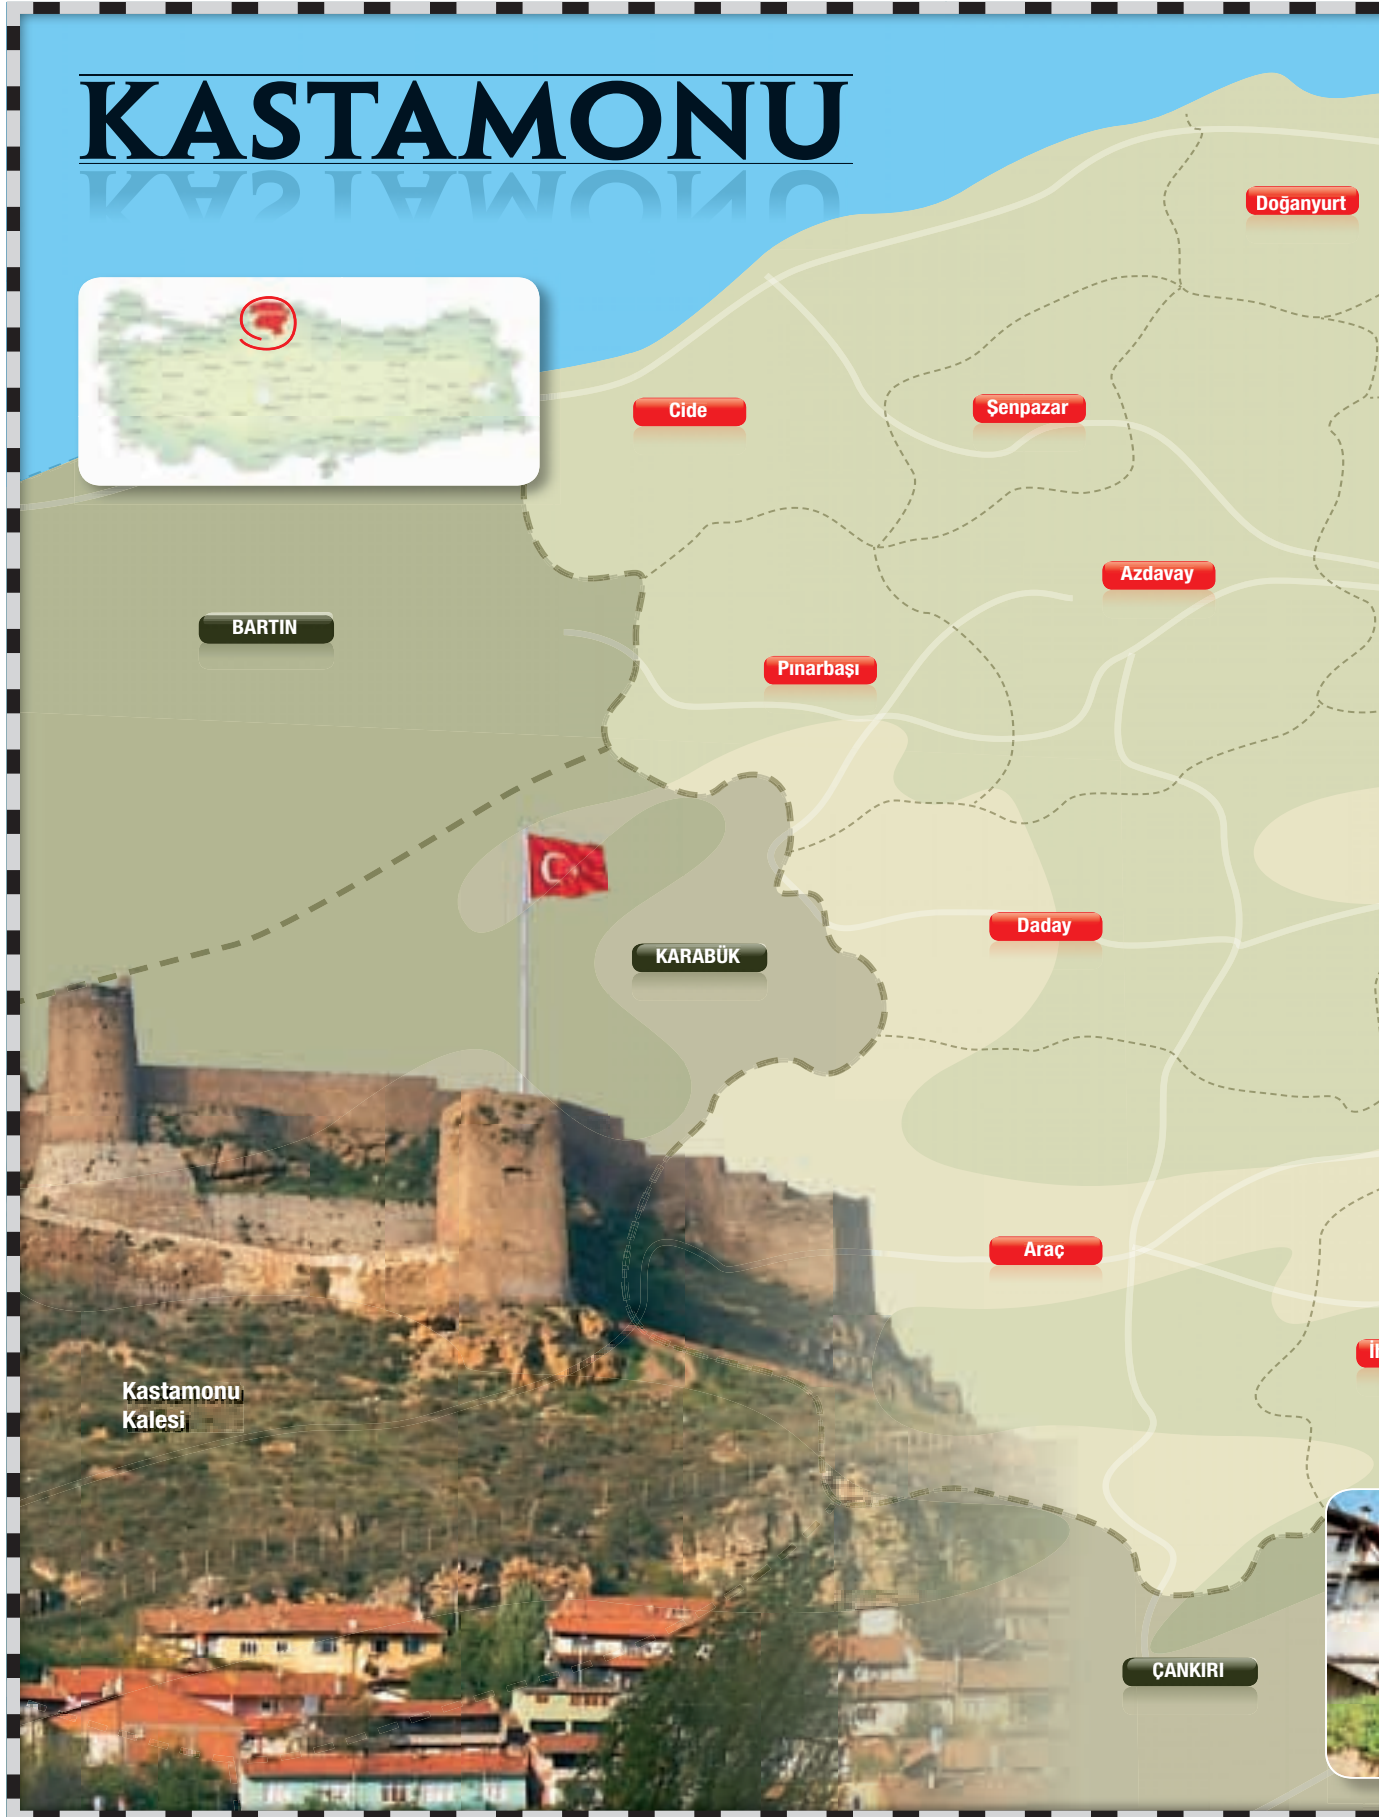 KASTAMONU
Doğanyurt
Cide
Şenpazar
Azdavay
BARTIN
Pınarbaşı
Daday
KARABÜK
Araç
Kastamonu
Kalesi
ÇANKIRI